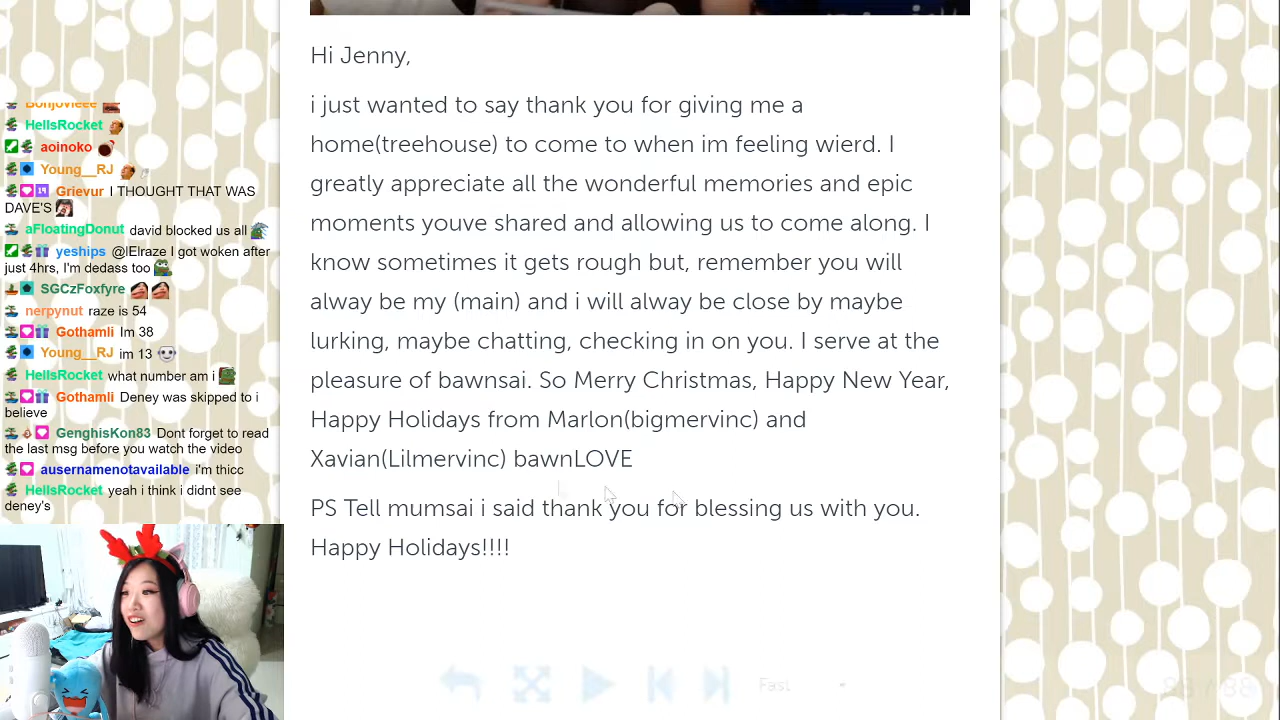 Bonjovieee
HellsRocket
aoinoko
Young__RJ
Grievur I THOUGHT THAT WAS
DAVE'S
aFloatingDonut david blocked us all
yeships @lElraze I got woken after
just 4hrs, I'm dedass too
SGCzFoxfyre
nerpynut raze is 54
Gothamli Im 38
Young__RJ im 13
HellsRocket what number am i
Gothamli Deney was skipped to i
believe
GenghisKon83 Dont forget to read
the last msg before you watch the video
ausernamenotavailable i'm thicc
HellsRocket yeah i think i didnt see
deney's
Hi Jenny,
i just wanted to say thank you for giving me a
home(treehouse) to come to when im feeling wierd. I
greatly appreciate all the wonderful memories and epic
moments youve shared and allowing us to come along. I
know sometimes it gets rough but, remember you will
alway be my (main) and i will alway be close by maybe
lurking, maybe chatting, checking in on you. I serve at the
pleasure of bawnsai. So Merry Christmas, Happy New Year,
Happy Holidays from Marlon(bigmervinc) and
Xavian(Lilmervinc) bawnLOVE
PS Tell mumsai i said thank you for blessing us with you.
Happy Holidays!!!!
Fast